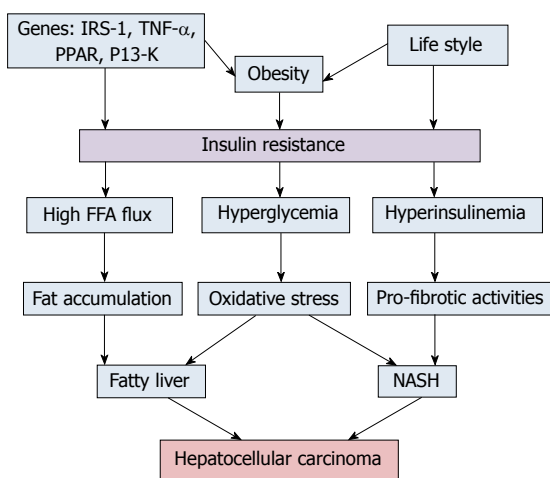 Genes: IRS-1, TNF-α,
PPAR, P13-K
Life style
Obesity
Insulin resistance
High FFA flux
Hyperglycemia
Hyperinsulinemia
Fat accumulation
Oxidative stress
Pro-fibrotic activities
Fatty liver
NASH
Hepatocellular carcinoma